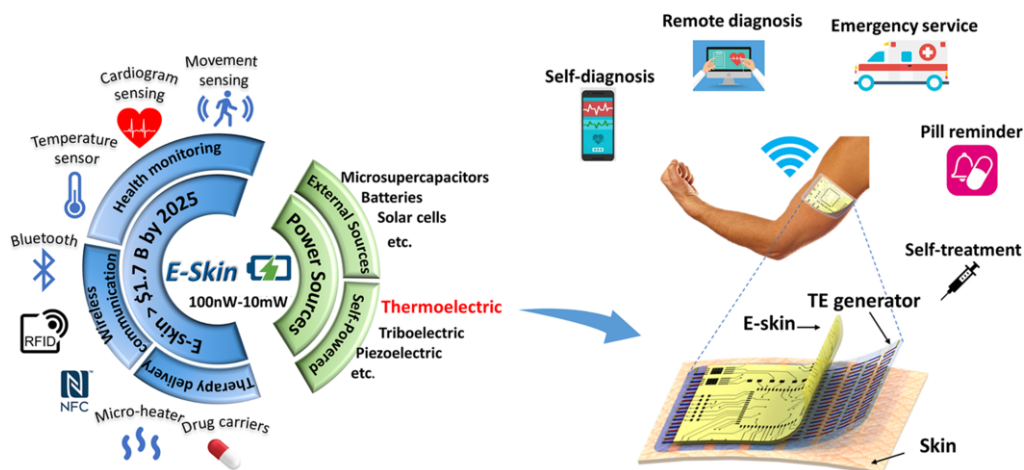 Movement
sensing
Cardiogram
sensing
Temperature
sensor
Bluetooth
RFID
NFC
Micro-heater
Drug carriers
Health monitoring
Wireless
communication
Therapy delivery
E-skin > $1.7 B by 2025
E-Skin
100nW-10mW
Power Sources
External Sources
Self-Powered
Microsupercapacitors
Batteries
Solar cells
etc.
Thermoelectric
Triboelectric
Piezoelectric
etc.
Self-diagnosis
Remote diagnosis
Emergency service
Pill reminder
Self-treatment
TE generator
E-skin
Skin